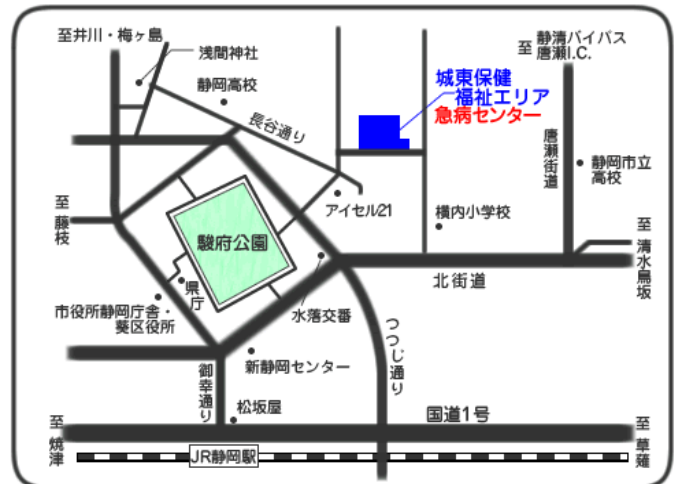 至井川・梅ヶ島
浅間神社
静岡高校
長谷通り
至
静清バイパス
唐瀬I.C.
城東保健
福祉エリア
急病センター
唐瀬街道
静岡市立
高校
至藤枝
アイセル21
横内小学校
至清水鳥坂
駿府公園
県庁
北街道
市役所静岡庁舎・
葵区役所
水落交番
つつじ通り
新静岡センター
御幸通り
松坂屋
国道1号
至焼津
至草薙
JR静岡駅